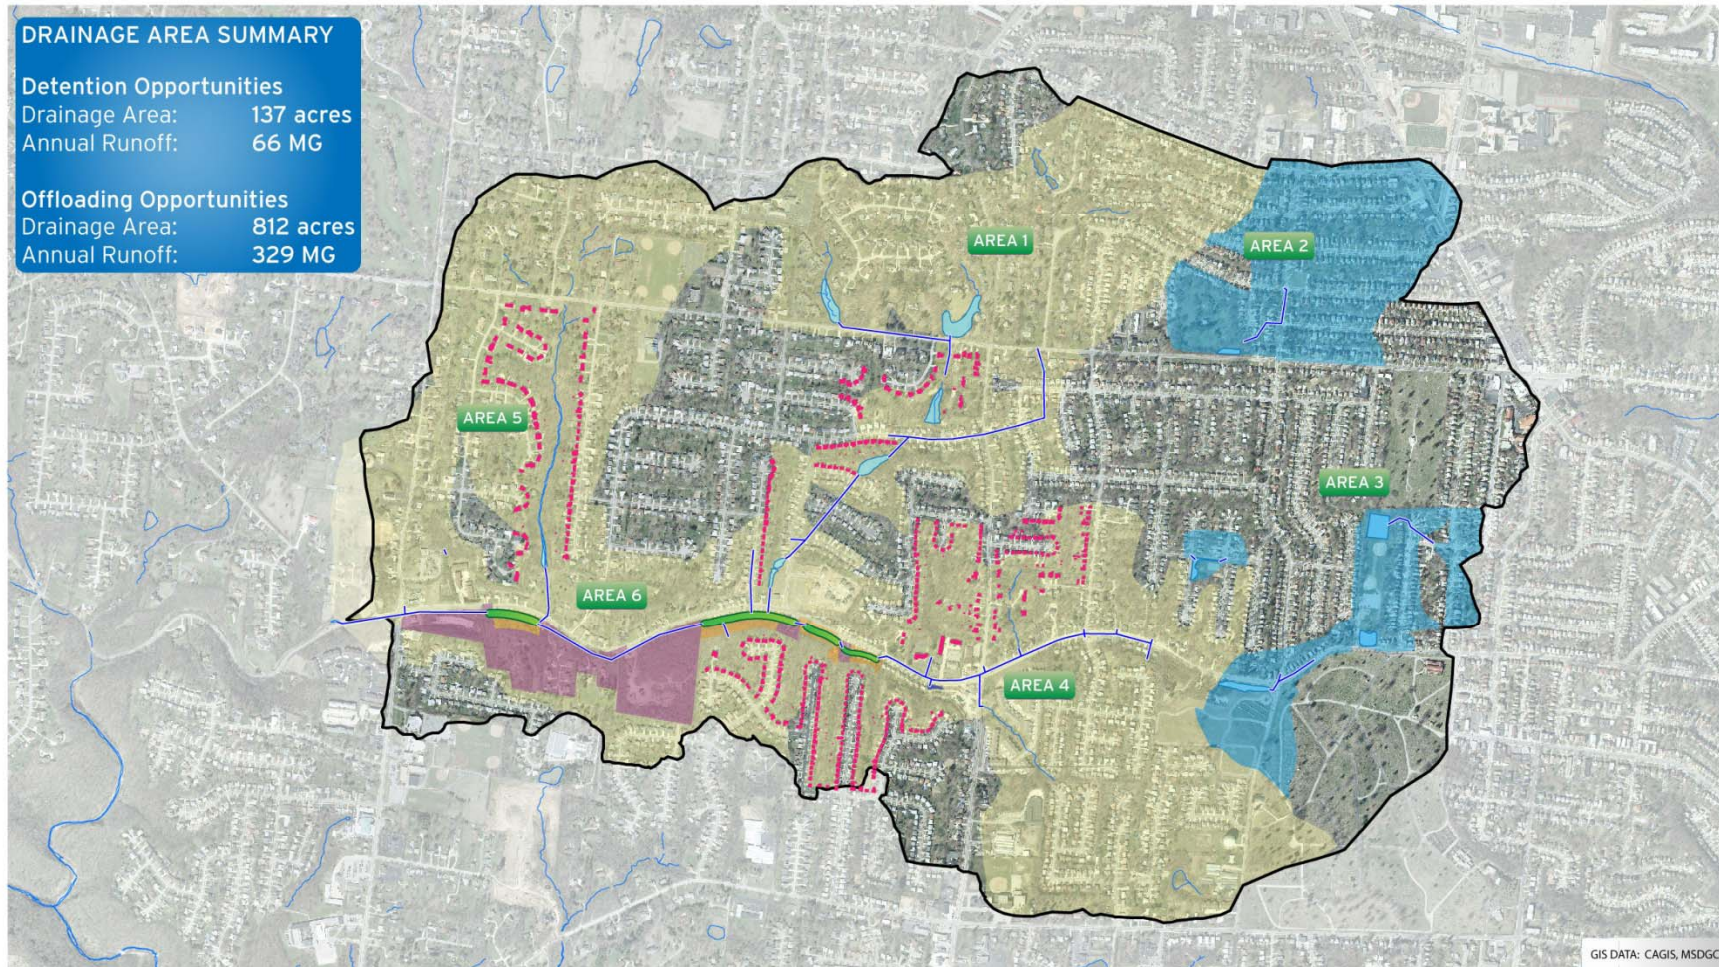 DRAINAGE AREA SUMMARY
Detention Opportunities
Drainage Area: 137 acres
Annual Runoff: 66 MG
Offloading Opportunities
Drainage Area: 812 acres
Annual Runoff: 329 MG
AREA 1
AREA 2
AREA 5
AREA 3
AREA 6
AREA 4
GIS DATA: CAGIS, MSDGC